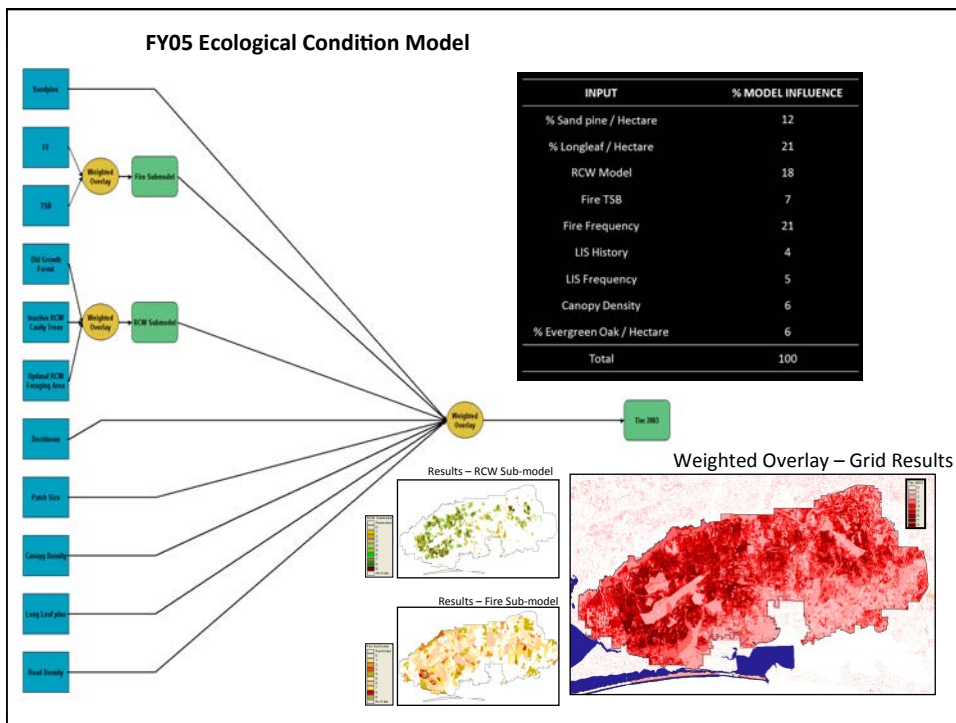 FY05 Ecological Condition Model
Sandpine
FF
TSB
Weighted
Overlay
Fire Submodel
Old Growth
Forest
Inactive RCW
Cavity Trees
Optimal RCW
Foraging Area
Weighted
Overlay
RCW Submodel
Deciduous
Patch Size
Canopy Density
Long Leaf pine
Road Density
Weighted
Overlay
Tier 2003
INPUT % MODEL INFLUENCE
% Sand pine / Hectare 12
% Longleaf / Hectare 21
RCW Model 18
Fire TSB 7
Fire Frequency 21
LIS History 4
LIS Frequency 5
Canopy Density 6
% Evergreen Oak / Hectare 6
Total 100
Results – RCW Sub-model
Results – Fire Sub-model
Weighted Overlay – Grid Results